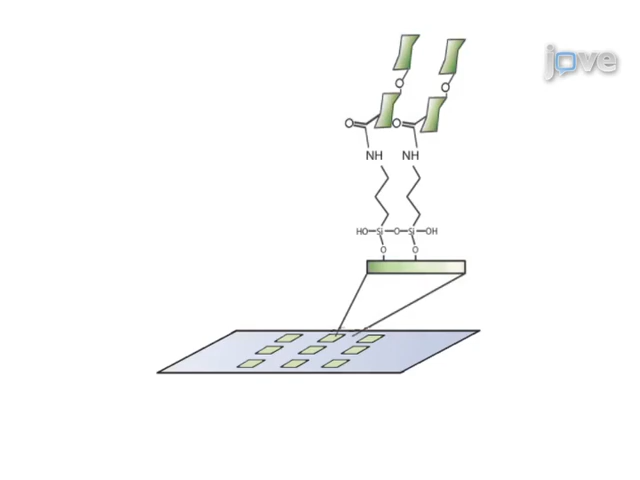 jove
O
O
O O
NH NH
HO Si O Si OH
O O